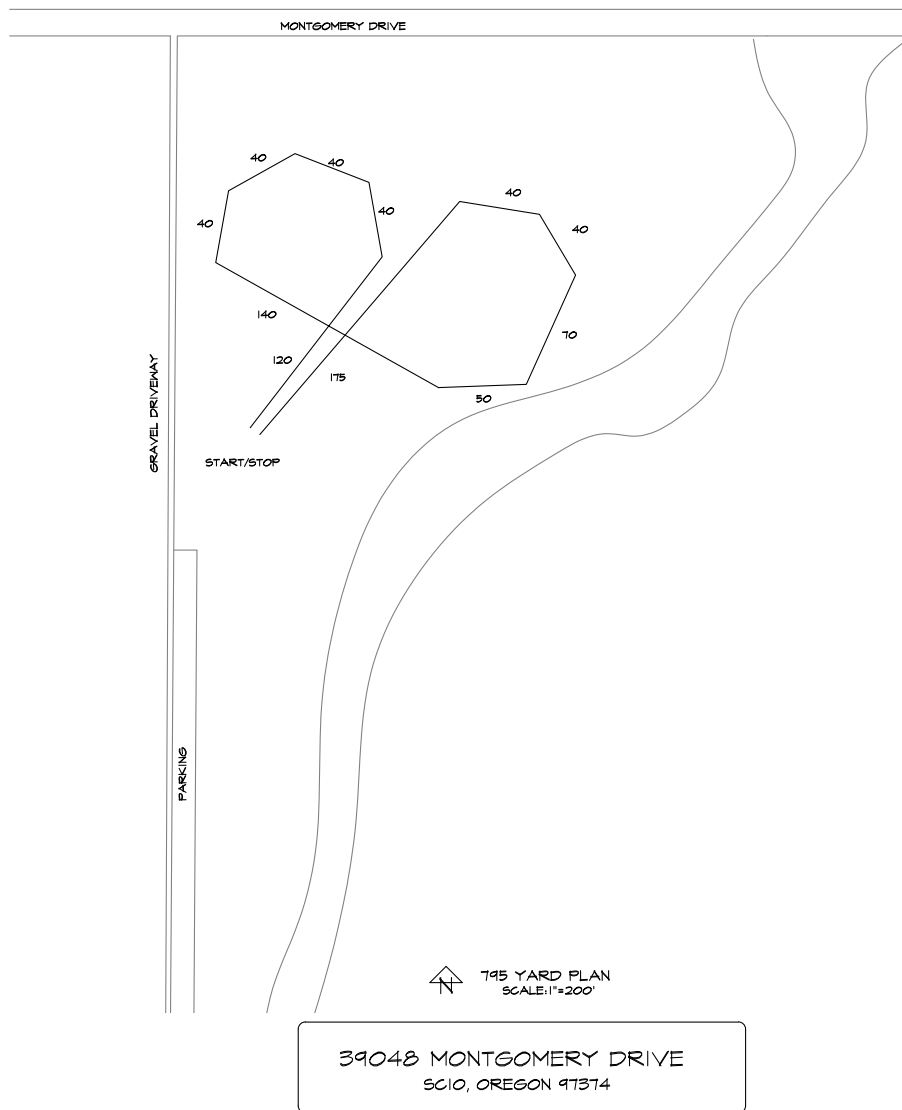 MONTGOMERY DRIVE
40
40
40
40
40
40
40
140
120
175
70
50
GRAVEL DRIVEWAY
START/STOP
PARKING
N
795 YARD PLAN
SCALE:1"=200'
39048 MONTGOMERY DRIVE
SCIO, OREGON 97374